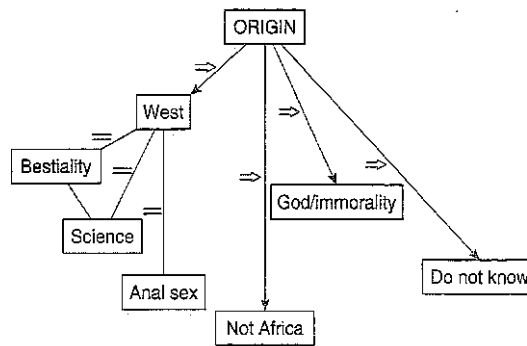 ORIGIN
West
Bestiality
God/immorality
Science
Do not know
Anal sex
Not Africa